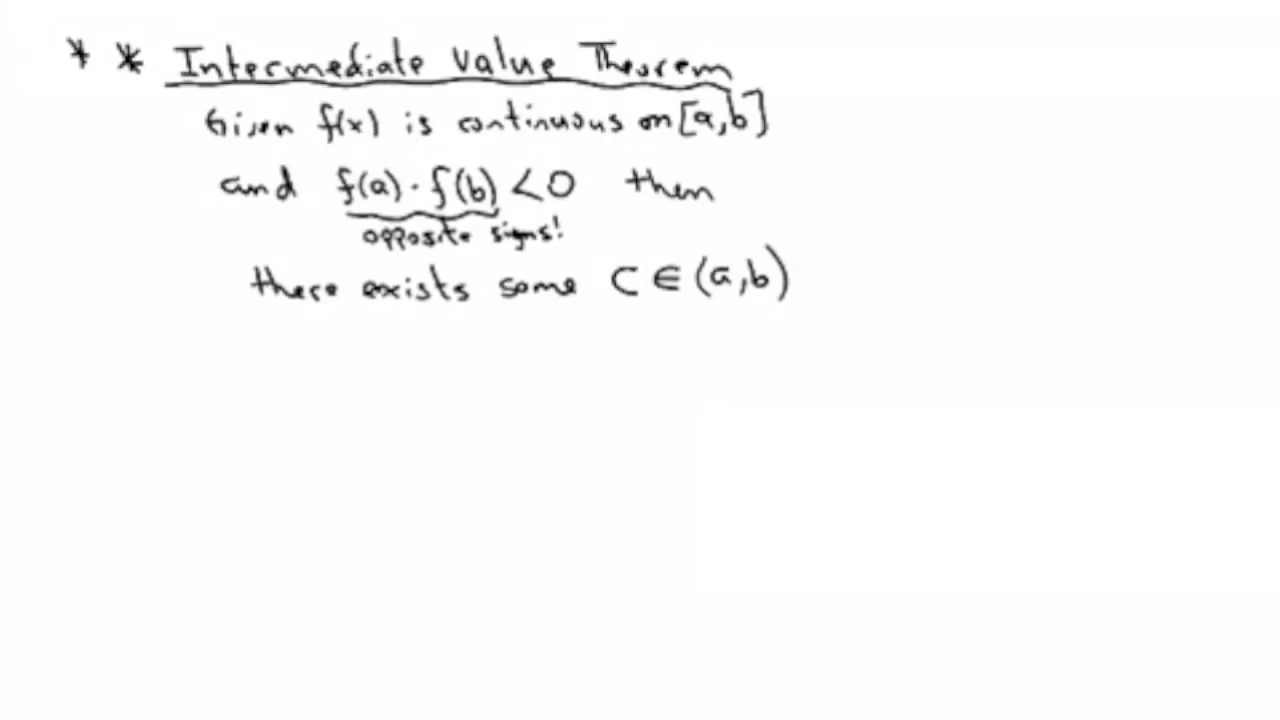 * * Intermediate Value Theorem
Given f(x) is continuous on [a,b]
and f(a) · f(b) < 0 then
opposite signs!
there exists some C ∈ (a,b)